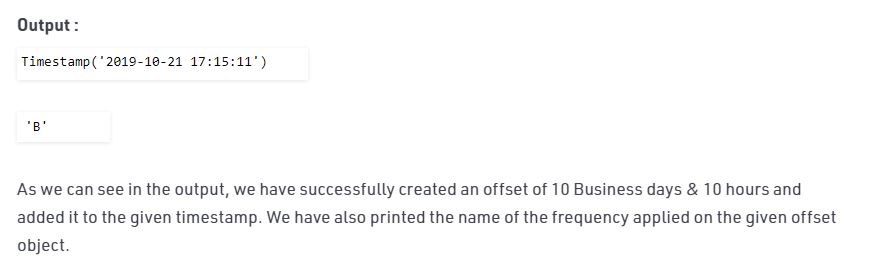 Output :
Timestamp('2019-10-21 17:15:11')
'B'
As we can see in the output, we have successfully created an offset of 10 Business days & 10 hours and
added it to the given timestamp. We have also printed the name of the frequency applied on the given offset
object.